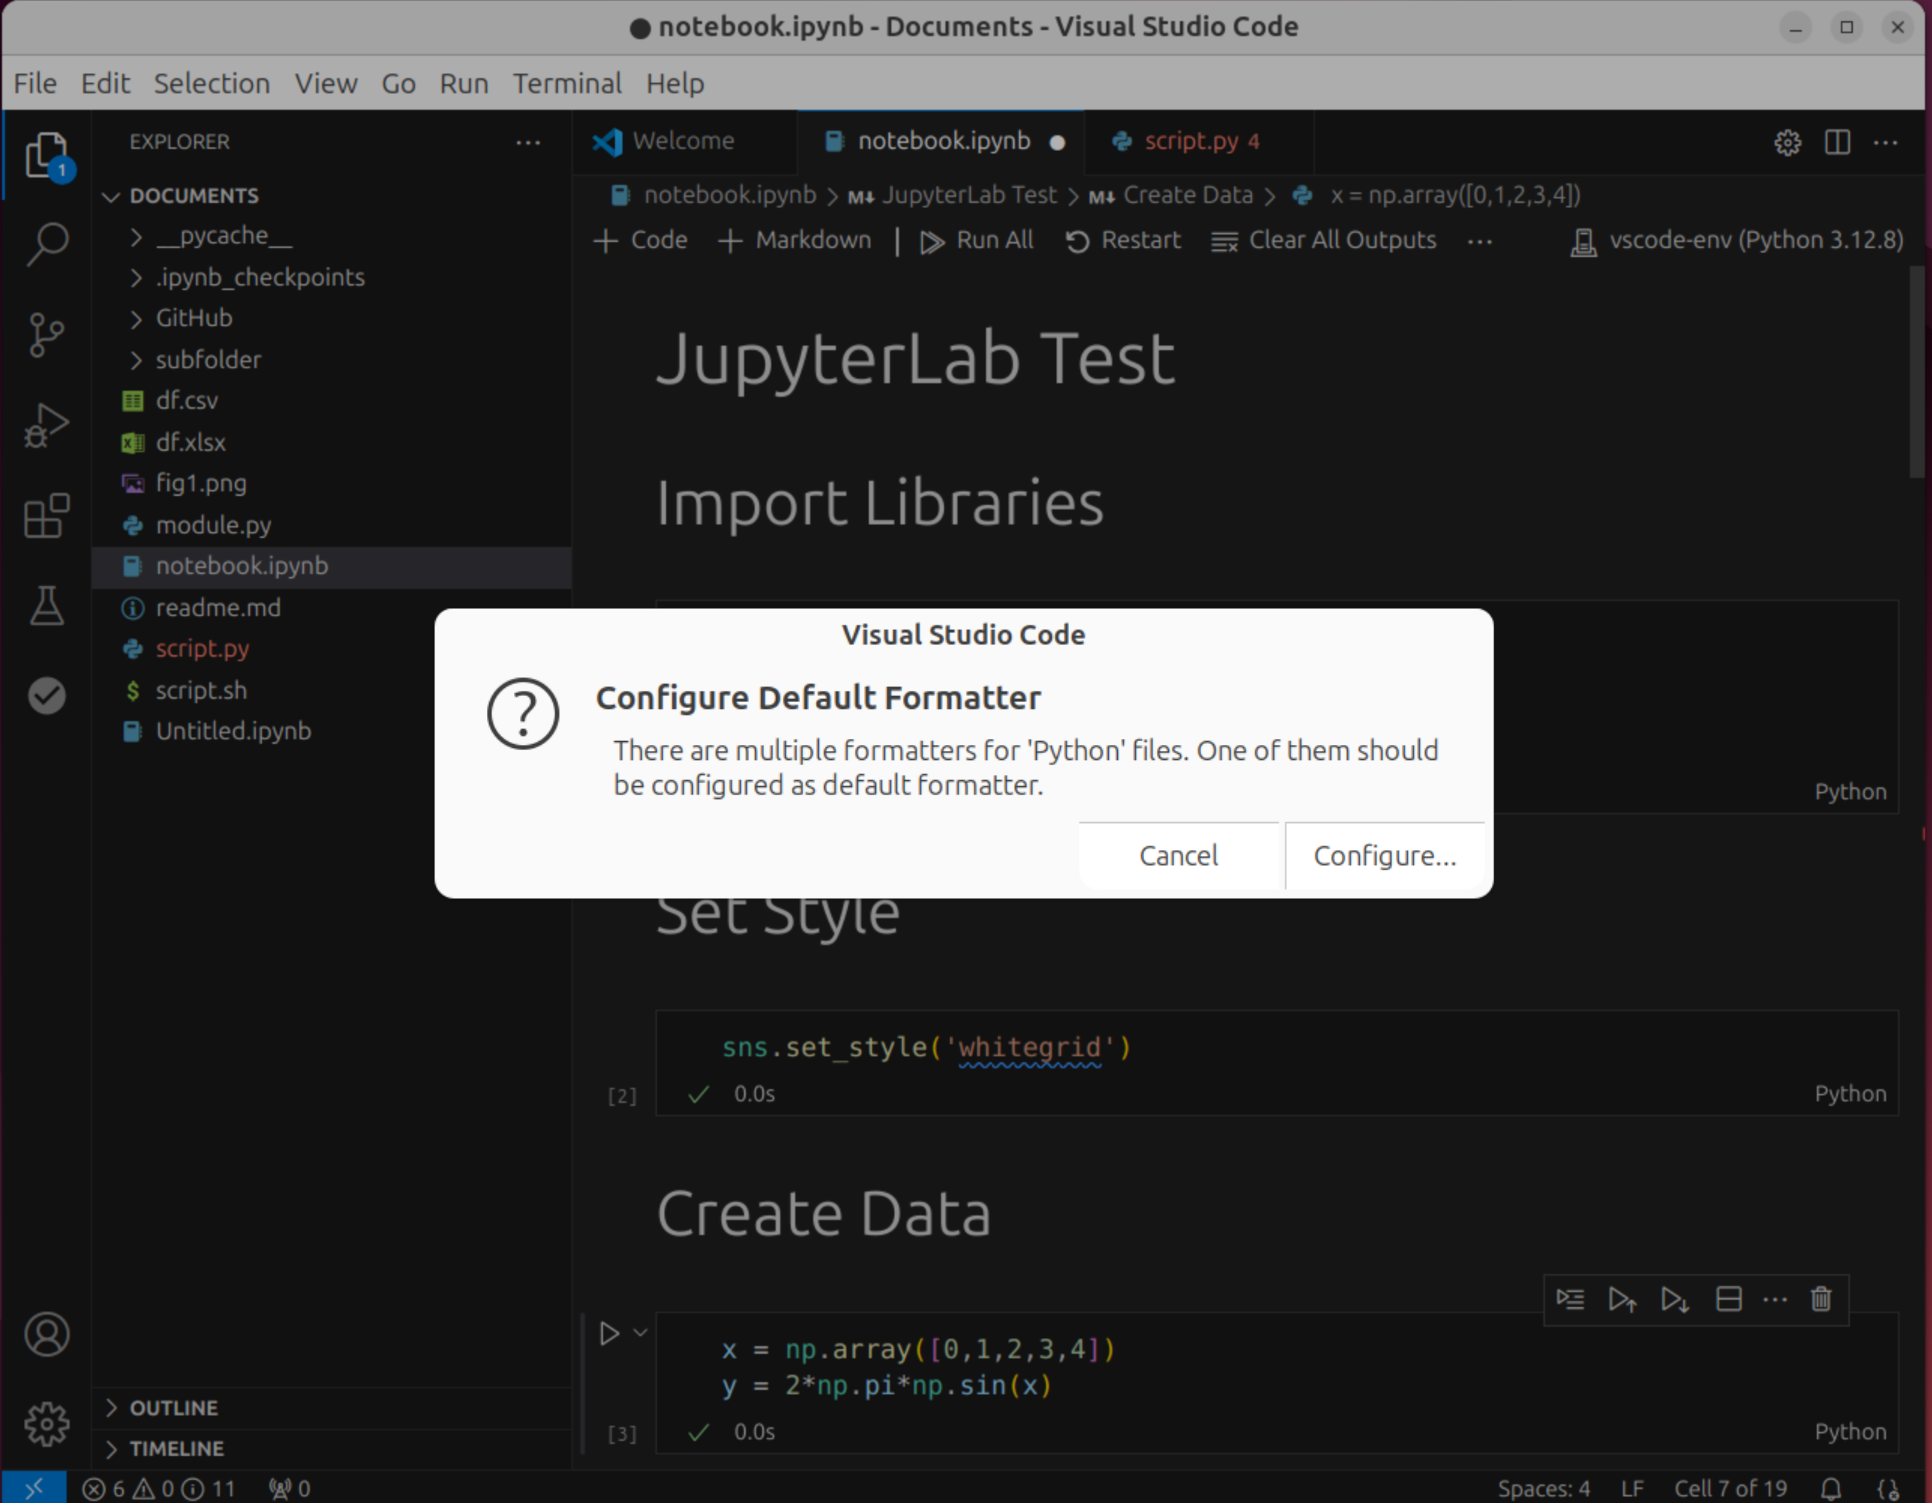 ● notebook.ipynb - Documents - Visual Studio Code
File Edit Selection View Go Run Terminal Help
EXPLORER ···
Welcome
notebook.ipynb ●
script.py 4
DOCUMENTS
notebook.ipynb > M↓ JupyterLab Test > M↓ Create Data > x = np.array([0,1,2,3,4])
+ Code + Markdown | Run All Restart Clear All Outputs ··· vscode-env (Python 3.12.8)
__pycache__
.ipynb_checkpoints
GitHub
subfolder
df.csv
df.xlsx
fig1.png
module.py
notebook.ipynb
readme.md
script.py
$ script.sh
Untitled.ipynb
1
OUTLINE
TIMELINE
JupyterLab Test
Import Libraries
Python
Visual Studio Code
Configure Default Formatter
There are multiple formatters for 'Python' files. One of them should
be configured as default formatter.
Cancel Configure...
Set Style
sns.set_style('whitegrid')
[2] ✓ 0.0s Python
Create Data
x = np.array([0,1,2,3,4])
y = 2*np.pi*np.sin(x)
[3] ✓ 0.0s Python
6 0 11 0 Spaces: 4 LF Cell 7 of 19